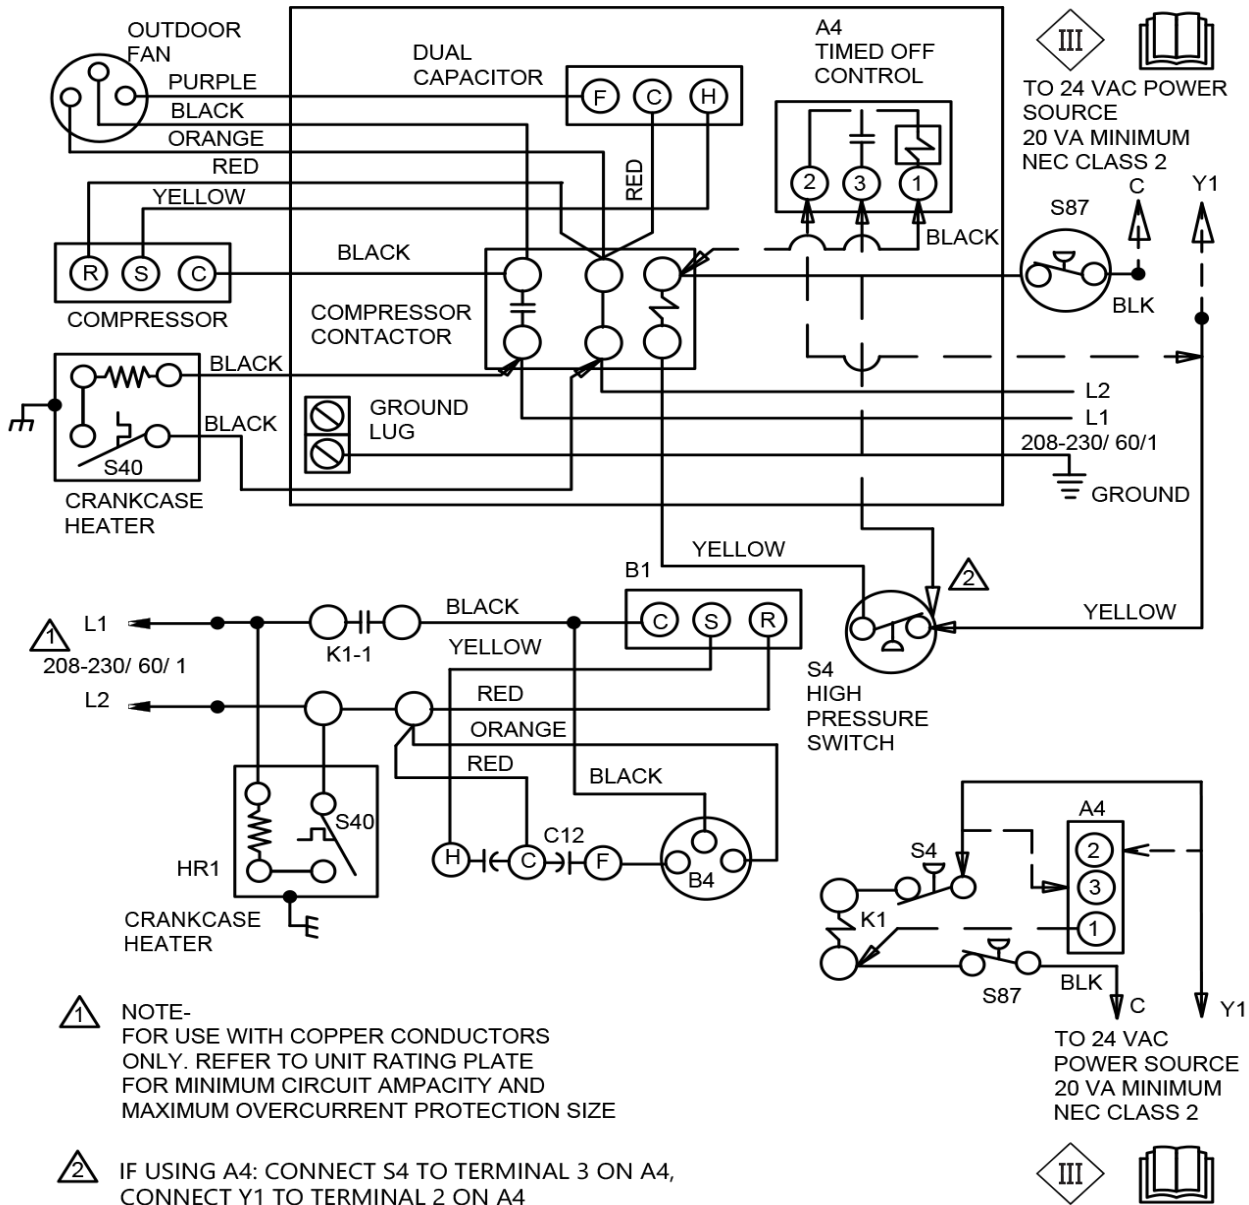 OUTDOOR
FAN
PURPLE
BLACK
ORANGE
RED
YELLOW
DUAL
CAPACITOR
F C H
RED
A4
TIMED OFF
CONTROL
2 3 1
BLACK
III
TO 24 VAC POWER
SOURCE
20 VA MINIMUM
NEC CLASS 2
C
Y1
S87
BLK
R S C
COMPRESSOR
BLACK
COMPRESSOR
CONTACTOR
BLACK
BLACK
S40
CRANKCASE
HEATER
GROUND
LUG
L2
L1
208-230/ 60/1
GROUND
YELLOW
2
YELLOW
S4
HIGH
PRESSURE
SWITCH
B1
C S R
1
L1
208-230/ 60/ 1
L2
K1-1
BLACK
YELLOW
RED
ORANGE
RED
BLACK
S40
HR1
CRANKCASE
HEATER
H C F
C12
B4
A4
2
3
1
S4
K1
S87
BLK
C
Y1
TO 24 VAC
POWER SOURCE
20 VA MINIMUM
NEC CLASS 2
III
1 NOTE-
FOR USE WITH COPPER CONDUCTORS
ONLY. REFER TO UNIT RATING PLATE
FOR MINIMUM CIRCUIT AMPACITY AND
MAXIMUM OVERCURRENT PROTECTION SIZE
2 IF USING A4: CONNECT S4 TO TERMINAL 3 ON A4,
CONNECT Y1 TO TERMINAL 2 ON A4